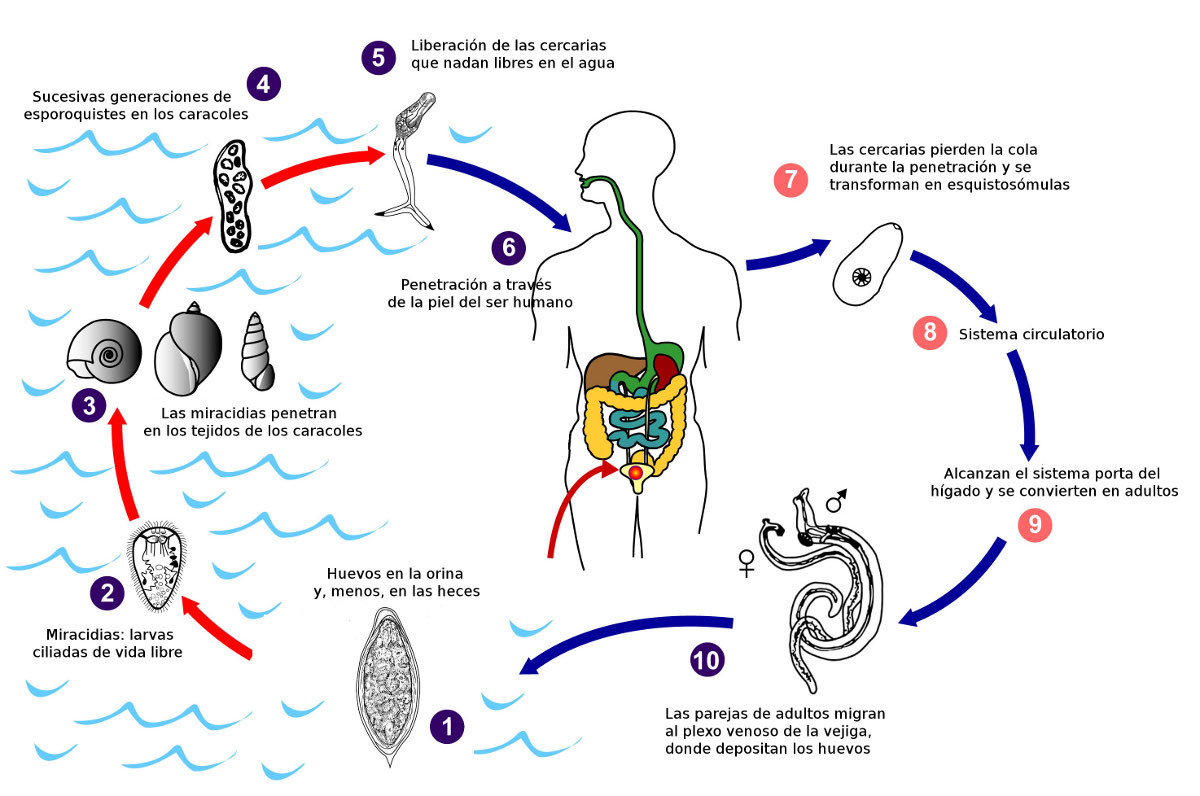 5
Liberación de las cercarias
que nadan libres en el agua
4
Sucesivas generaciones de
esporoquistes en los caracoles
7
Las cercarias pierden la cola
durante la penetración y se
transforman en esquistosómulas
6
Penetración a través
de la piel del ser humano
8
Sistema circulatorio
3
Las miracidias penetran
en los tejidos de los caracoles
Alcanzan el sistema porta del
hígado y se convierten en adultos
9
♂
♀
2
Miracidias: larvas
ciliadas de vida libre
Huevos en la orina
y, menos, en las heces
1
10
Las parejas de adultos migran
al plexo venoso de la vejiga,
donde depositan los huevos